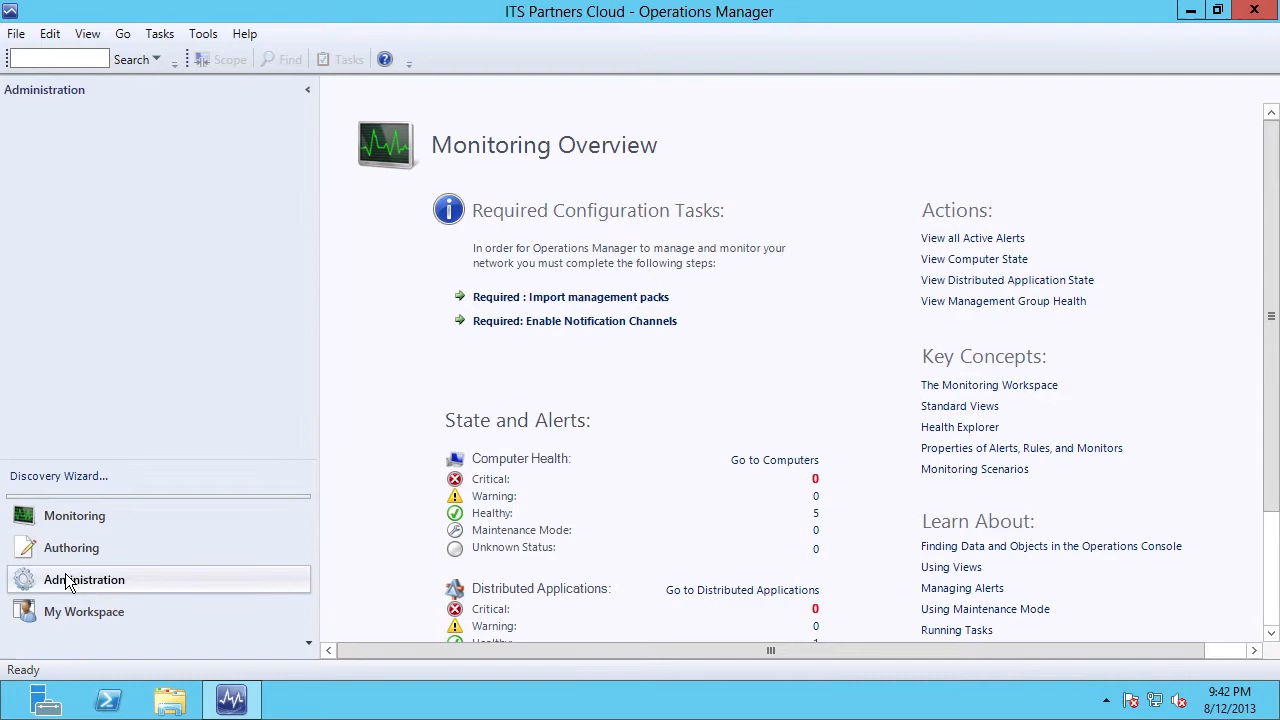 ITS Partners Cloud - Operations Manager
File Edit View Go Tasks Tools Help
Search Scope Find Tasks
Administration
Discovery Wizard...
Monitoring
Authoring
Administration
My Workspace
Monitoring Overview
Required Configuration Tasks:
In order for Operations Manager to manage and monitor your
network you must complete the following steps:
Required : Import management packs
Required: Enable Notification Channels
State and Alerts:
Computer Health: Go to Computers
Critical: 0
Warning: 0
Healthy: 5
Maintenance Mode: 0
Unknown Status: 0
Distributed Applications: Go to Distributed Applications
Critical: 0
Warning: 0
Healthy: 1
Actions:
View all Active Alerts
View Computer State
View Distributed Application State
View Management Group Health
Key Concepts:
The Monitoring Workspace
Standard Views
Health Explorer
Properties of Alerts, Rules, and Monitors
Monitoring Scenarios
Learn About:
Finding Data and Objects in the Operations Console
Using Views
Managing Alerts
Using Maintenance Mode
Running Tasks
Ready
9:42 PM
8/12/2013